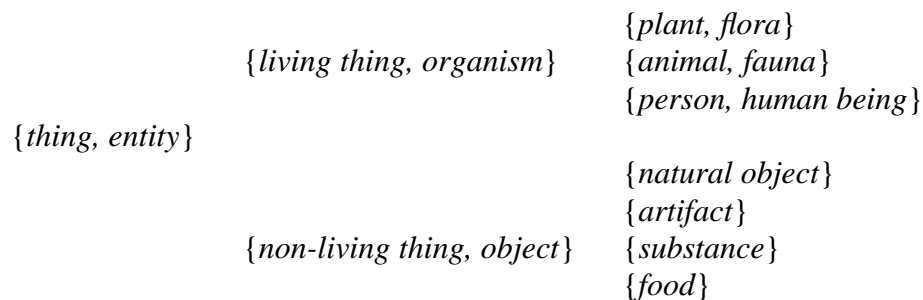 {plant, flora}
{living thing, organism} {animal, fauna}
{person, human being}
{thing, entity}
{natural object}
{artifact}
{non-living thing, object} {substance}
{food}